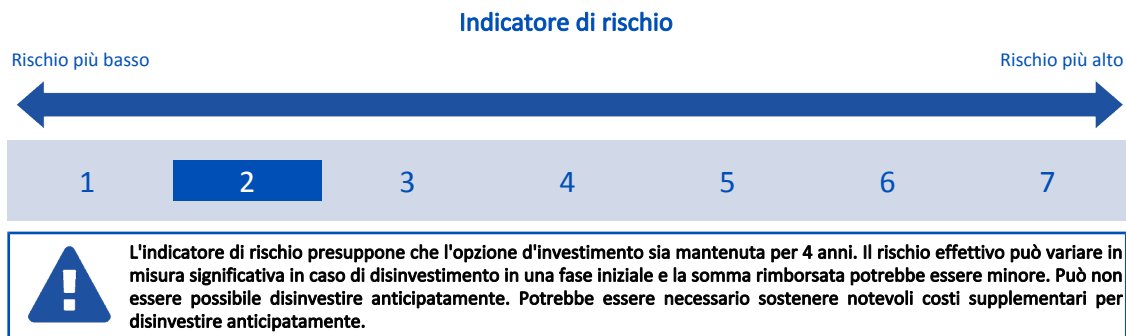 Indicatore di rischio
Rischio più basso
Rischio più alto
1 2 3 4 5 6 7
L'indicatore di rischio presuppone che l'opzione d'investimento sia mantenuta per 4 anni. Il rischio effettivo può variare in
misura significativa in caso di disinvestimento in una fase iniziale e la somma rimborsata potrebbe essere minore. Può non
essere possibile disinvestire anticipatamente. Potrebbe essere necessario sostenere notevoli costi supplementari per
disinvestire anticipatamente.